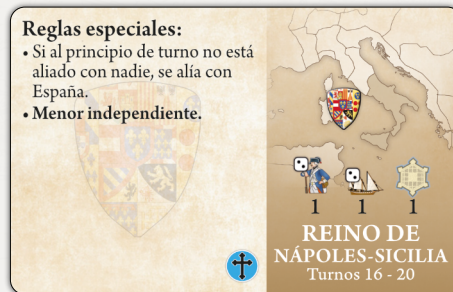 Reglas especiales:
• Si al principio de turno no está
aliado con nadie, se alía con
España.
• Menor independiente.
1 1 1
REINO DE
NÁPOLES-SICILIA
Turnos 16 - 20